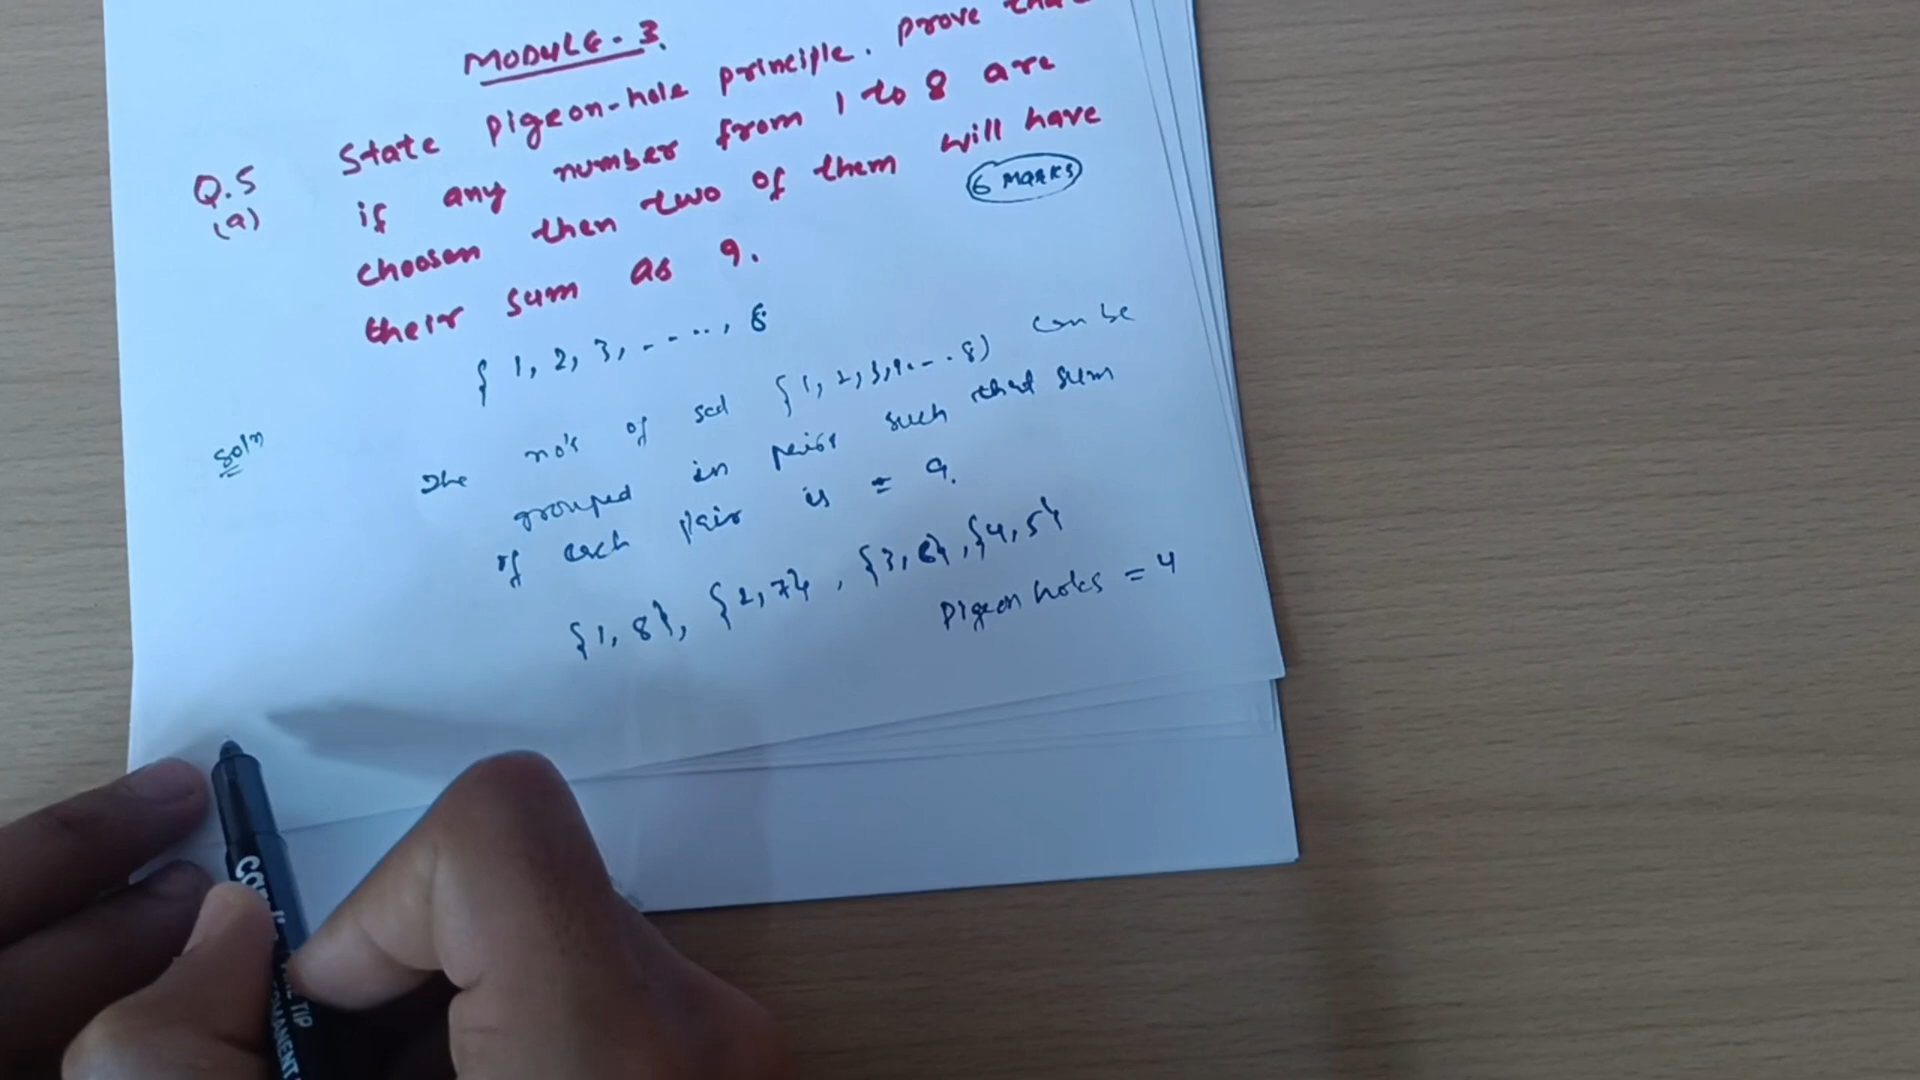 MODULE - 3.
Q.5 State pigeon-hole principle. prove that
(a) if any number from 1 to 8 are
choosen then two of them will have
their sum as 9.
6 MARKS
{ 1, 2, 3, - - - .., 8
Soln
The no's of set {1, 2, 3, ... 8} can be
grouped in pairs such that sum
of each pair is = 9.
{1, 8}, {2, 7}, {3, 6}, {4, 5}
Pigeon holes = 4
TIP
PERMANENT